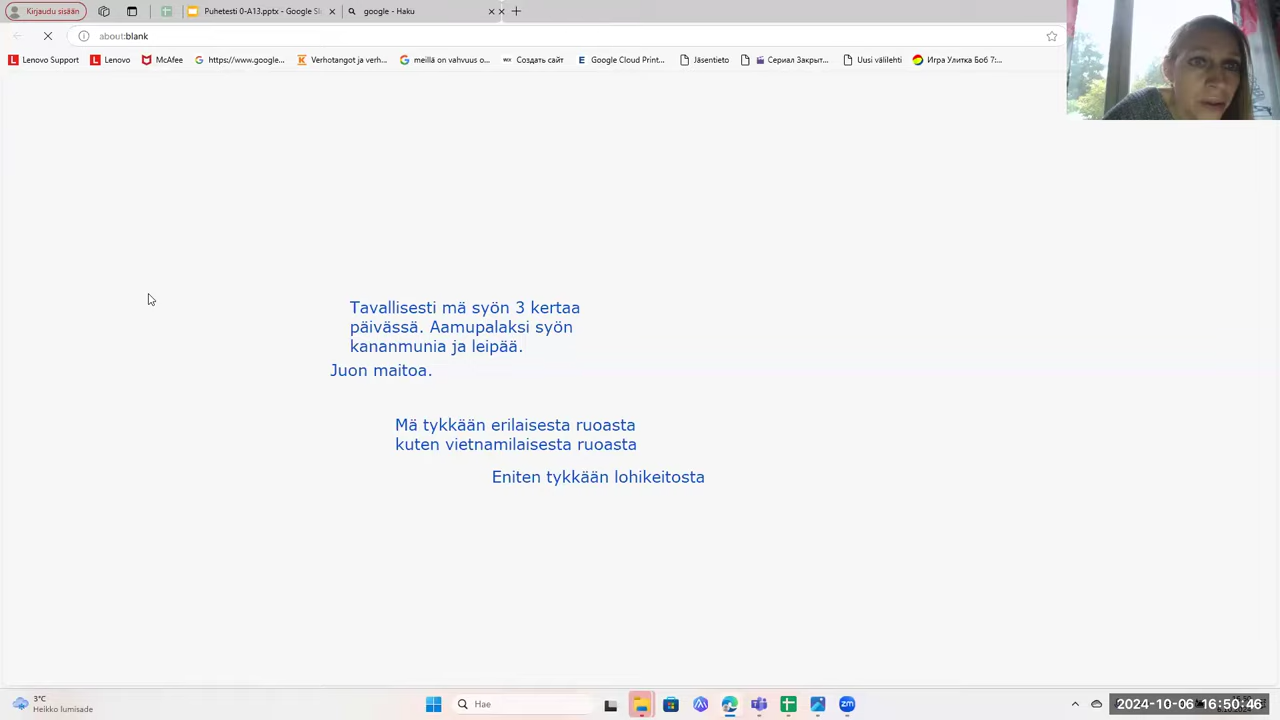 Kirjaudu sisään
Puhetesti 0-A13.pptx - Google Sl
google - Haku
about:blank
Lenovo Support
Lenovo
McAfee
https://www.google...
Verhotangot ja verh...
meillä on vahvuus o...
Создать сайт
Google Cloud Print...
Jäsentieto
Сериал Закрыт...
Uusi välilehti
Игра Улитка Боб 7:...
Tavallisesti mä syön 3 kertaa
päivässä. Aamupalaksi syön
kananmunia ja leipää.
Juon maitoa.
Mä tykkään erilaisesta ruoasta
kuten vietnamilaisesta ruoasta
Eniten tykkään lohikeitosta
3°C
Heikko lumisade
Hae
2024-10-06 16:50:46